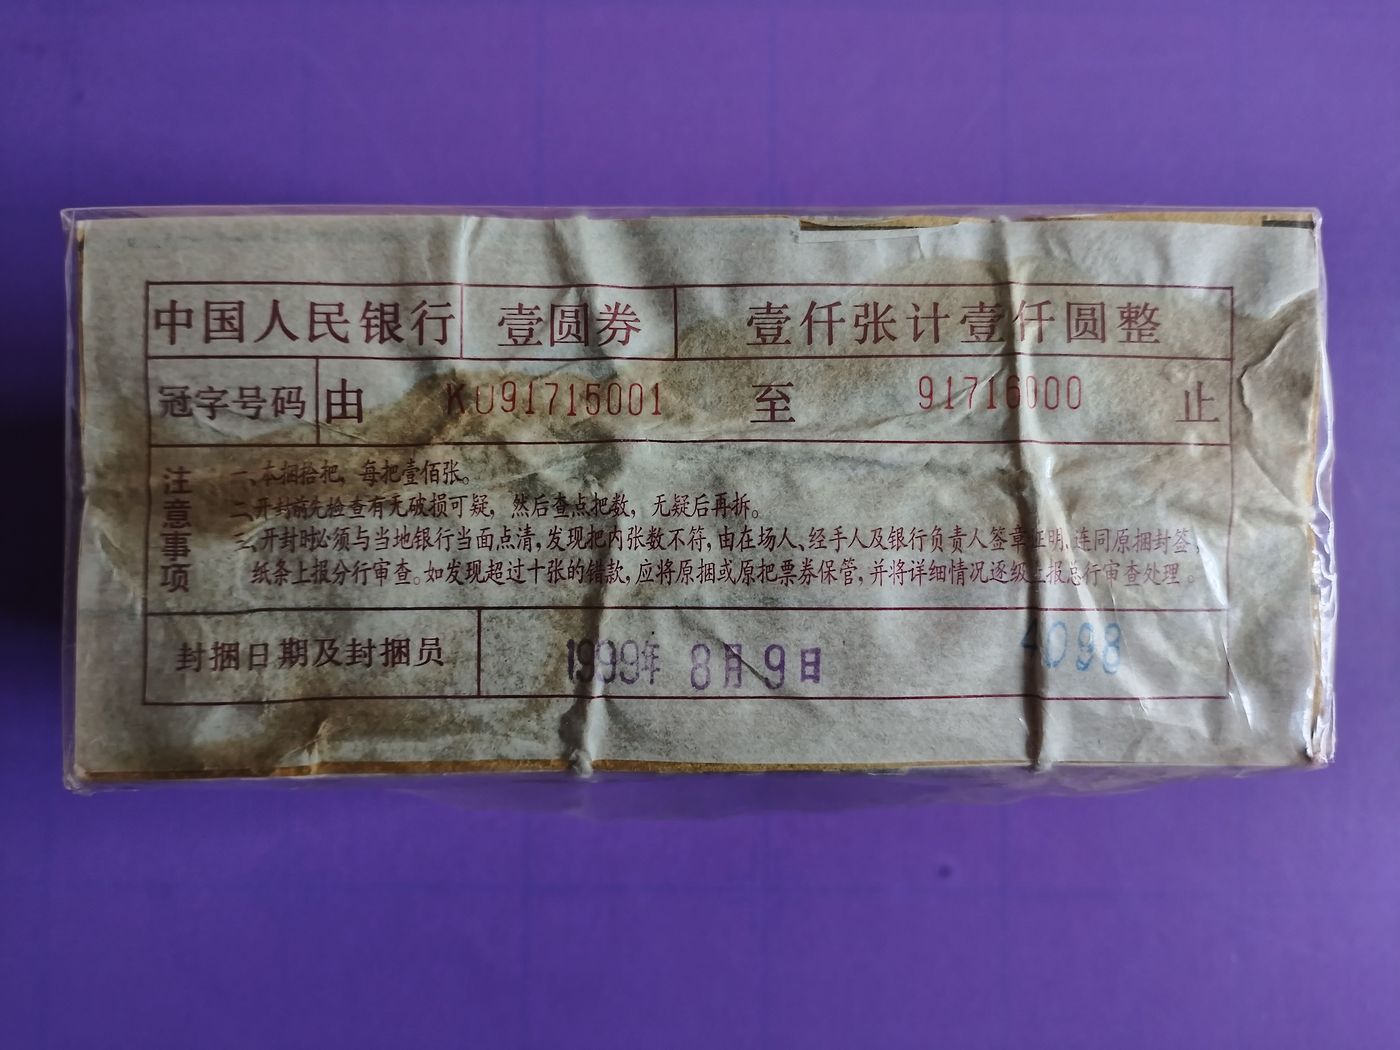 中国人民银行 壹圆券 壹仟张计壹仟圆整
冠字号码 由 KU91715001 至 91716000 止
注意事项
一、本捆拾把，每把壹佰张。
二、开封前先检查有无破损可疑，然后查点把数，无疑后再拆。
三、开封时必须与当地银行当面点清，发现把内张数不符，由在场人、经手人及银行负责人签章证明、连同原捆封签，
纸条上报分行审查。如发现超过十张的错款，应将原捆或原把票券保管，并将详细情况逐级上报总行审查处理。
封捆日期及封捆员 1999年 8月9日 4098